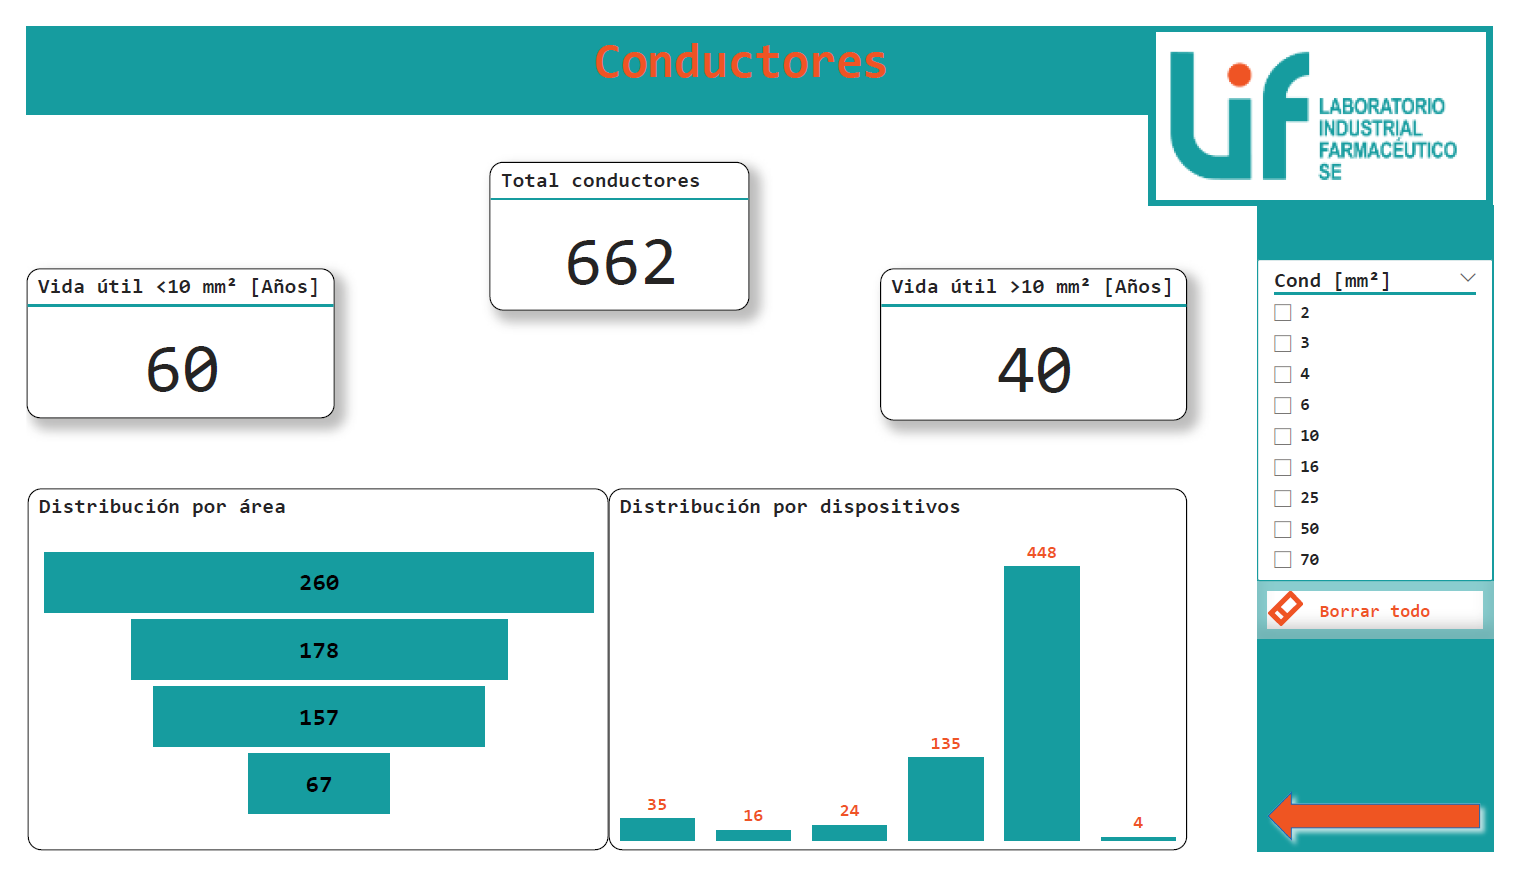 Conductores
Lif
LABORATORIO
INDUSTRIAL
FARMACÉUTICO
SE
Total conductores
662
Vida útil <10 mm² [Años]
60
Vida útil >10 mm² [Años]
40
Cond [mm²]
2
3
4
6
10
16
25
50
70
Borrar todo
Distribución por área
260
178
157
67
Distribución por dispositivos
35
16
24
135
448
4